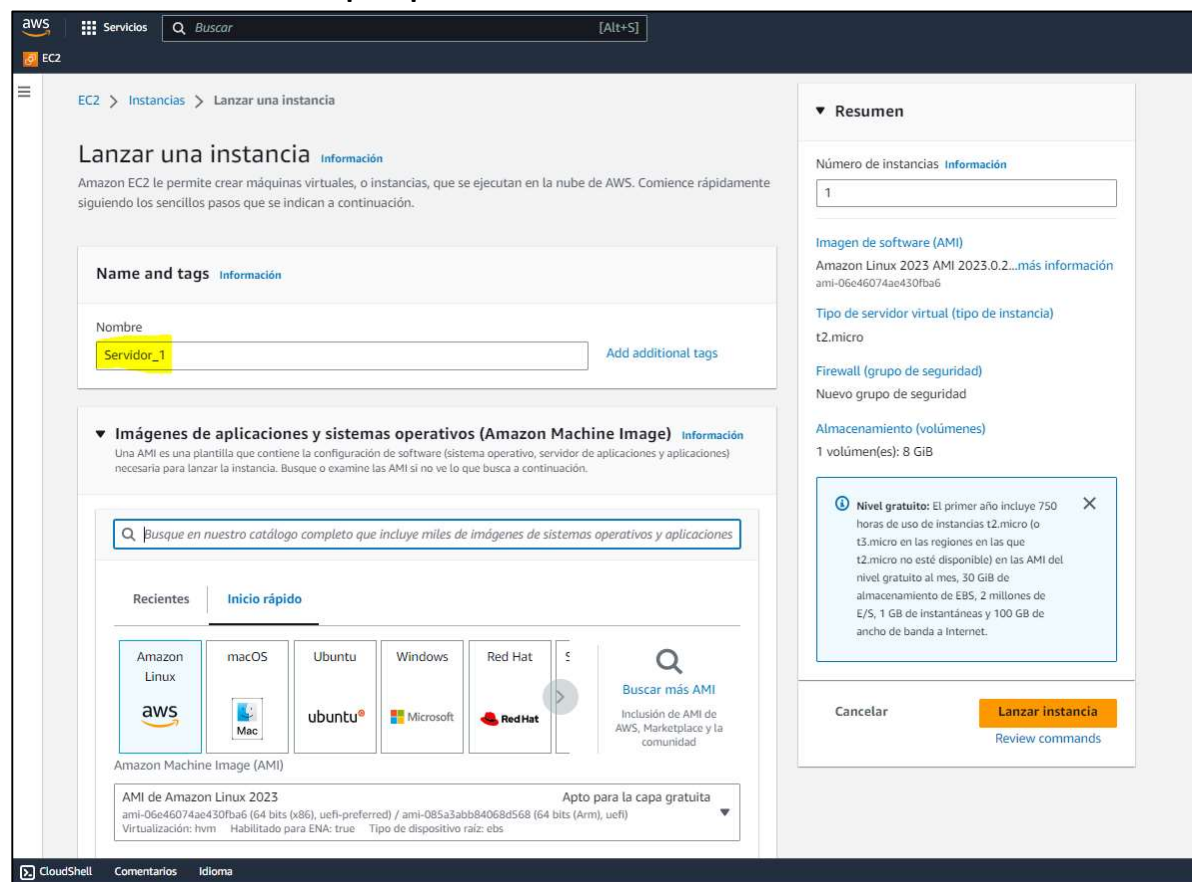 aws
Servicios
Buscar
[Alt+S]
EC2
EC2 > Instancias > Lanzar una instancia
Lanzar una instancia Información
Amazon EC2 le permite crear máquinas virtuales, o instancias, que se ejecutan en la nube de AWS. Comience rápidamente
siguiendo los sencillos pasos que se indican a continuación.
Name and tags Información
Nombre
Servidor_1
Add additional tags
Imágenes de aplicaciones y sistemas operativos (Amazon Machine Image) Información
Una AMI es una plantilla que contiene la configuración de software (sistema operativo, servidor de aplicaciones y aplicaciones)
necesaria para lanzar la instancia. Busque o examine las AMI si no ve lo que busca a continuación.
Busque en nuestro catálogo completo que incluye miles de imágenes de sistemas operativos y aplicaciones
Recientes
Inicio rápido
Amazon
Linux
aws
macOS
Mac
Ubuntu
ubuntu
Windows
Microsoft
Red Hat
Red Hat
S
Buscar más AMI
Inclusión de AMI de
AWS, Marketplace y la
comunidad
Amazon Machine Image (AMI)
AMI de Amazon Linux 2023
Apto para la capa gratuita
ami-06e46074ae430fba6 (64 bits (x86), uefi-preferred) / ami-085a3abb84068d568 (64 bits (Arm), uefi)
Virtualización: hvm Habilitado para ENA: true Tipo de dispositivo raíz: ebs
Resumen
Número de instancias Información
1
Imagen de software (AMI)
Amazon Linux 2023 AMI 2023.0.2...más información
ami-06e46074ae430fba6
Tipo de servidor virtual (tipo de instancia)
t2.micro
Firewall (grupo de seguridad)
Nuevo grupo de seguridad
Almacenamiento (volúmenes)
1 volúmen(es): 8 GiB
Nivel gratuito: El primer año incluye 750
horas de uso de instancias t2.micro (o
t3.micro en las regiones en las que
t2.micro no esté disponible) en las AMI del
nivel gratuito al mes, 30 GiB de
almacenamiento de EBS, 2 millones de
E/S, 1 GB de instantáneas y 100 GB de
ancho de banda a Internet.
Cancelar
Lanzar instancia
Review commands
CloudShell
Comentarios
Idioma